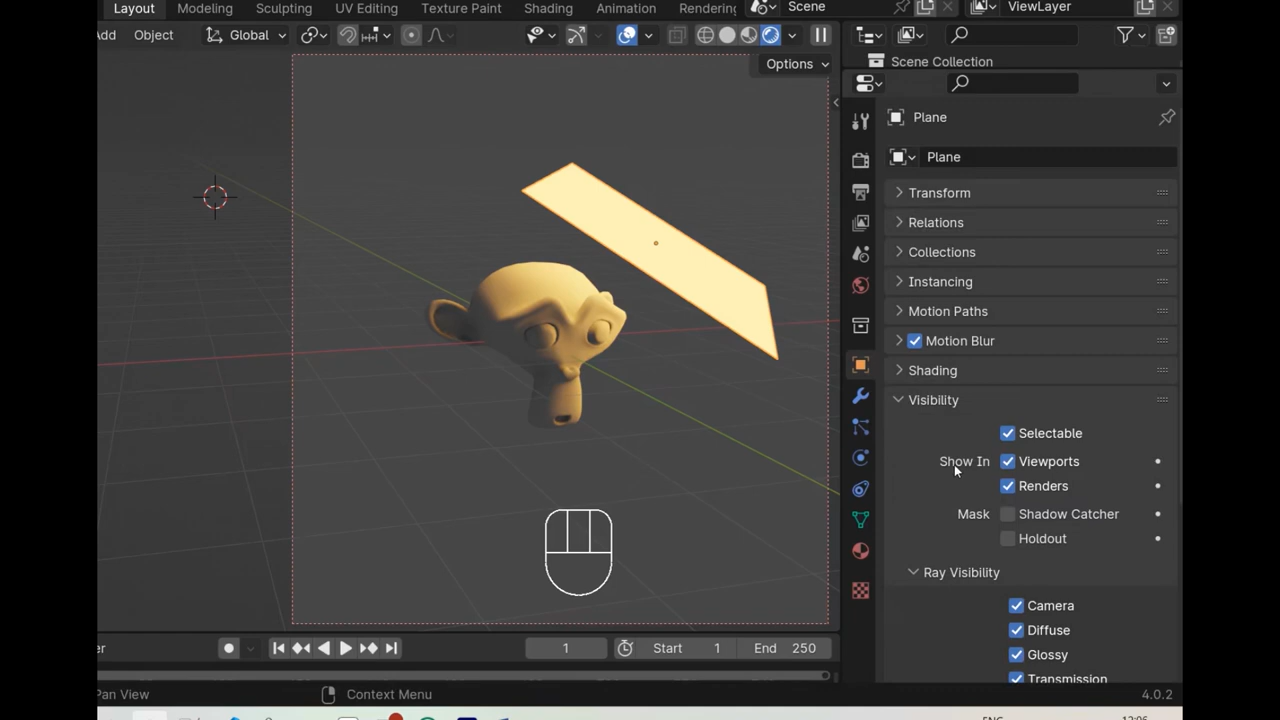 Layout Modeling Sculpting UV Editing Texture Paint Shading Animation Rendering Scene ViewLayer
Add Object Global
Options
Scene Collection
Plane
Plane
Transform
Relations
Collections
Instancing
Motion Paths
Motion Blur
Shading
Visibility
Selectable
Show In Viewports
Renders
Mask Shadow Catcher
Holdout
Ray Visibility
Camera
Diffuse
Glossy
Transmission
er 1 Start 1 End 250
Pan View Context Menu 4.0.2